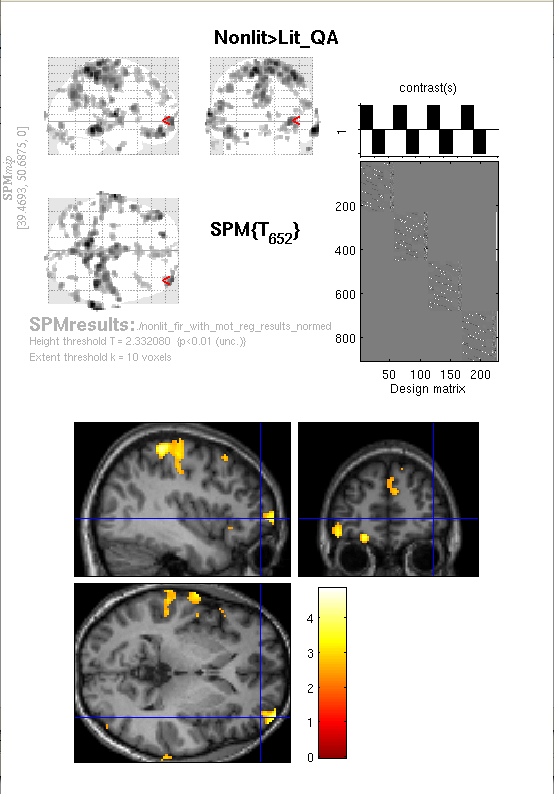 Nonlit>Lit_QA
SPMmip
[39.4693, 50.6875, 0]
<
<
<
SPM{T652}
contrast(s)
1
200
400
600
800
50 100 150 200
Design matrix
SPMresults: ./nonlit_fir_with_mot_reg_results_normed
Height threshold T = 2.332080 {p<0.01 (unc.)}
Extent threshold k = 10 voxels
4
3
2
1
0